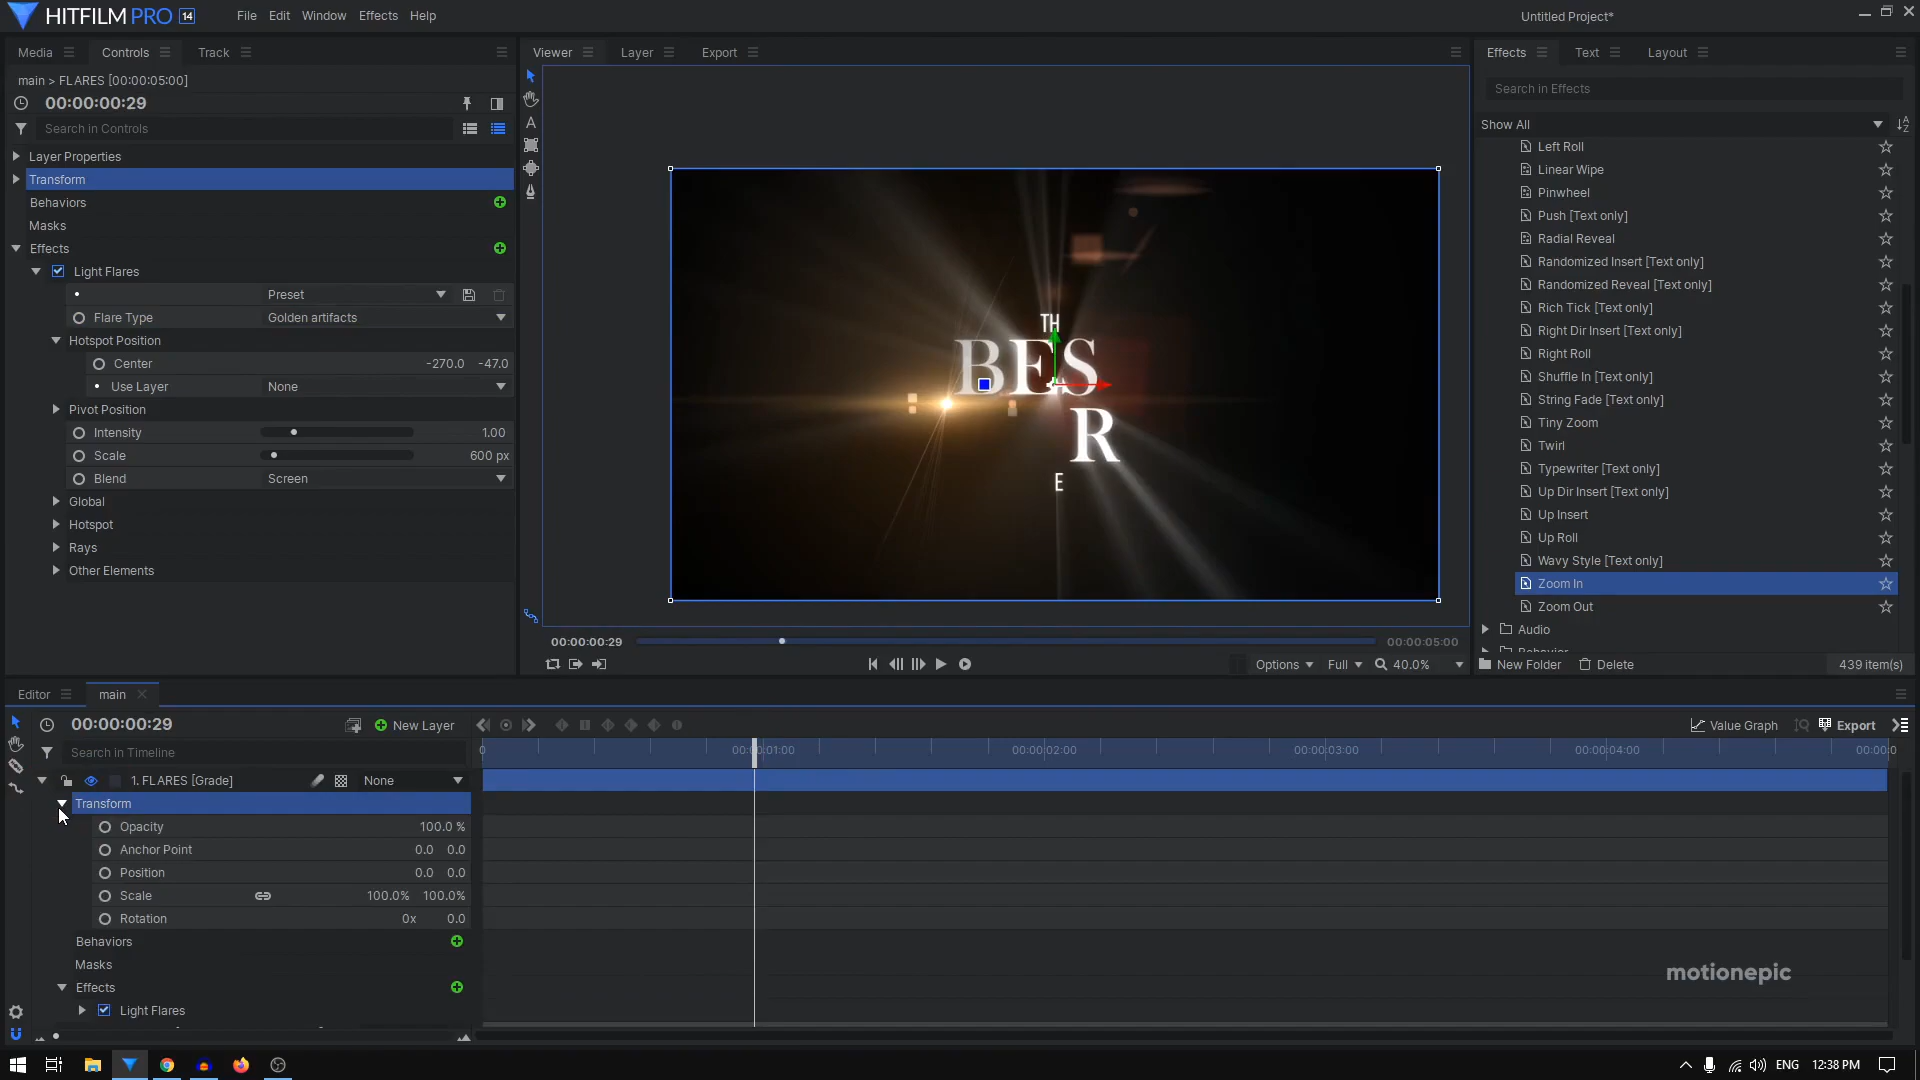 HITFILM PRO 14
File Edit Window Effects Help
Untitled Project*
Media Controls Track
Viewer Layer Export
Effects Text Layout
main > FLARES [00:00:05:00]
00:00:00:29
Search in Controls
Layer Properties
Transform
Behaviors
Masks
Effects
Light Flares
Preset
Flare Type Golden artifacts
Hotspot Position
Center -270.0 -47.0
Use Layer None
Pivot Position
Intensity 1.00
Scale 600 px
Blend Screen
Global
Hotspot
Rays
Other Elements
TH
BES
R
E
00:00:00:29 00:00:05:00
Options Full 40.0%
Search in Effects
Show All
Left Roll
Linear Wipe
Pinwheel
Push [Text only]
Radial Reveal
Randomized Insert [Text only]
Randomized Reveal [Text only]
Rich Tick [Text only]
Right Dir Insert [Text only]
Right Roll
Shuffle In [Text only]
String Fade [Text only]
Tiny Zoom
Twirl
Typewriter [Text only]
Up Dir Insert [Text only]
Up Insert
Up Roll
Wavy Style [Text only]
Zoom In
Zoom Out
Audio
New Folder Delete 439 item(s)
Editor main
00:00:00:29 New Layer
Value Graph Export
Search in Timeline
0 00:00:01:00 00:00:02:00 00:00:03:00 00:00:04:00 00:00:0
1. FLARES [Grade] None
Transform
Opacity 100.0 %
Anchor Point 0.0 0.0
Position 0.0 0.0
Scale 100.0% 100.0%
Rotation 0x 0.0
Behaviors
Masks
Effects
Light Flares
motionepic
ENG 12:38 PM